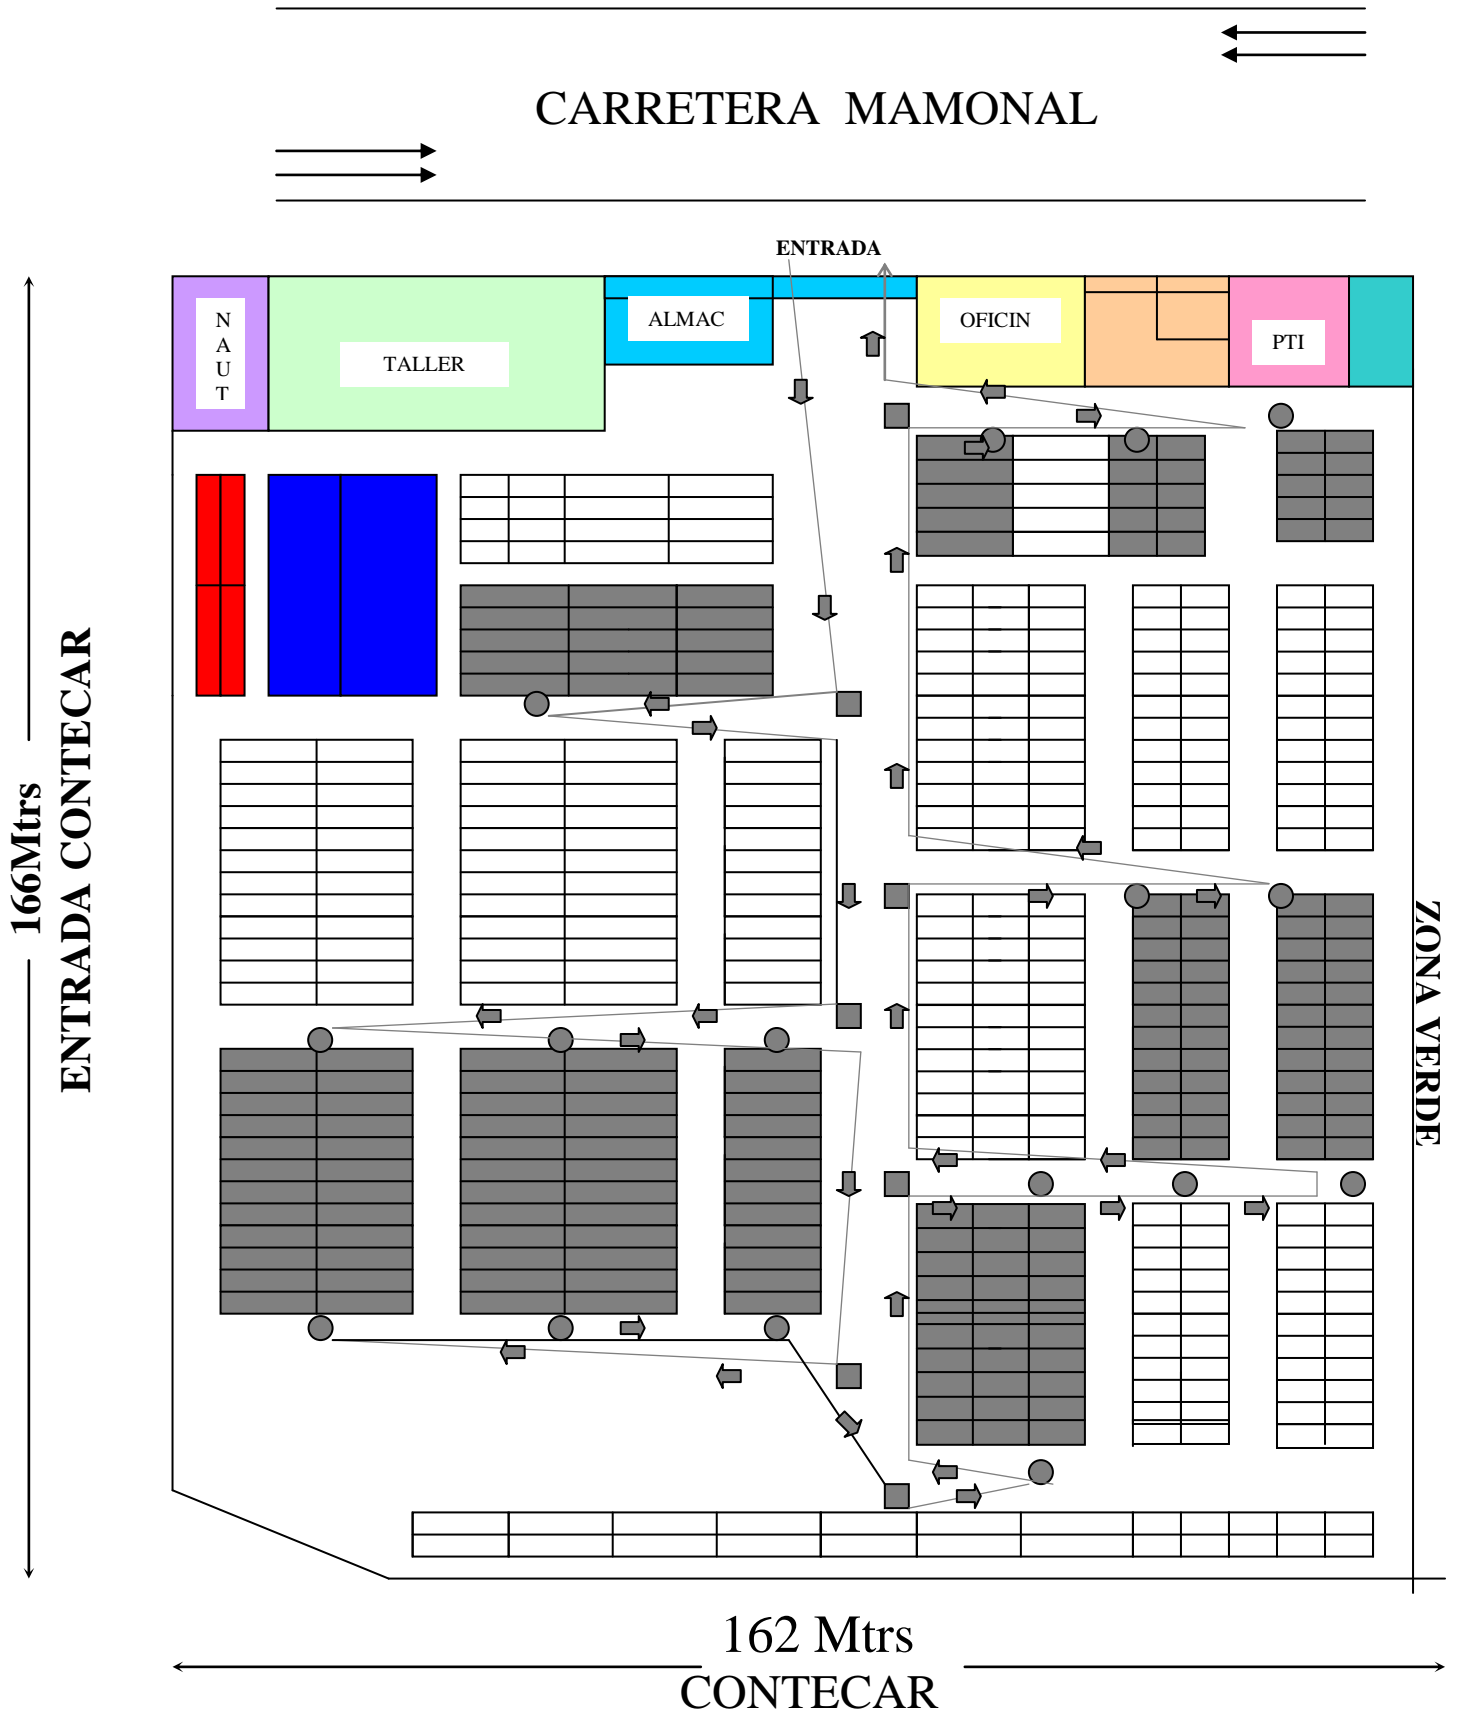 CARRETERA MAMONAL
ENTRADA
N
A
U
T
TALLER
ALMAC
OFICIN
PTI
166Mtrs
ENTRADA CONTECAR
ZONA VERDE
162 Mtrs
CONTECAR